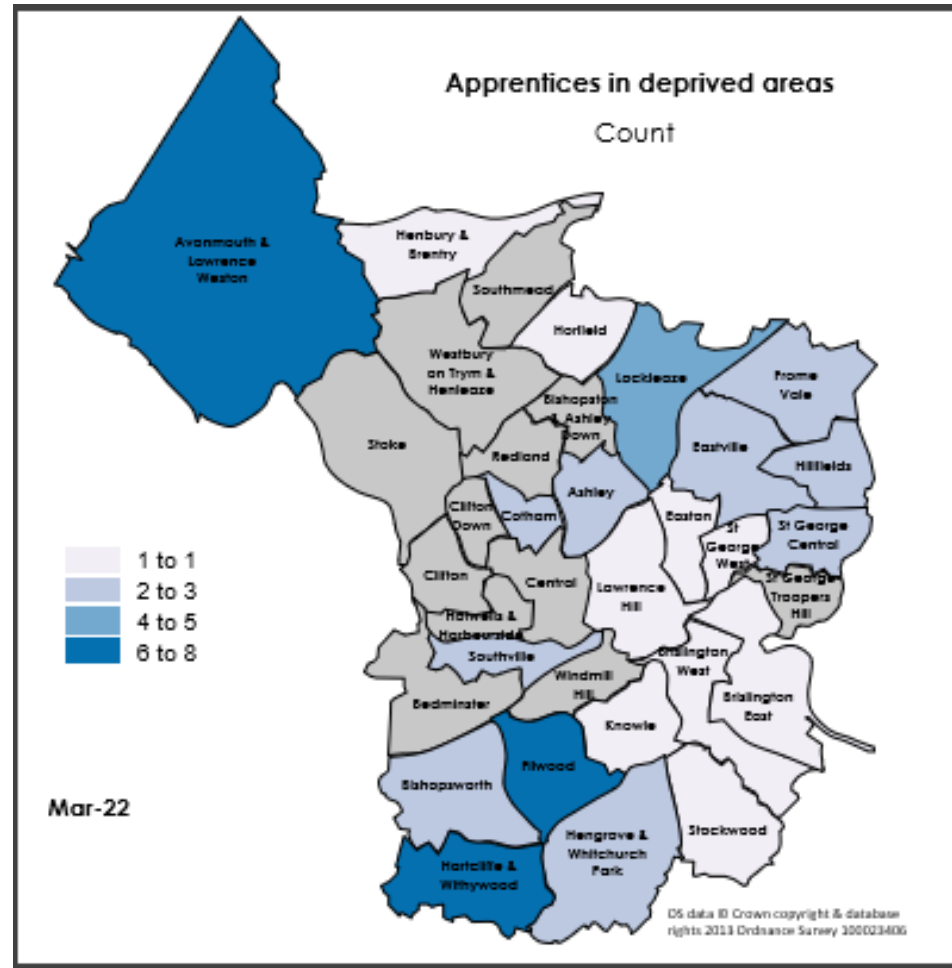 Apprentices in deprived areas
Count
Avonmouth &
Lawrence
Weston
Henbury &
Brentry
Southmead
Horfield
Westbury
on Trym &
Henleaze
Lockleaze
Frome
Vale
Bishopston
& Ashley
Down
Stoke
Redland
Eastville
Hillfields
Ashley
Clifton
Down
Cotham
Easton
St
George
West
St George
Central
1 to 1
2 to 3
4 to 5
6 to 8
Clifton
Central
Lawrence
Hill
St George
Troopers
Hill
Hotwells &
Harbourside
Southville
Windmill
Hill
Brislington
West
Bedminster
Brislington
East
Knowle
Filwood
Bishopsworth
Mar-22
Hengrove &
Whitchurch
Park
Stockwood
Hartcliffe &
Withywood
OS data © Crown copyright & database
rights 2013 Ordnance Survey 100023406